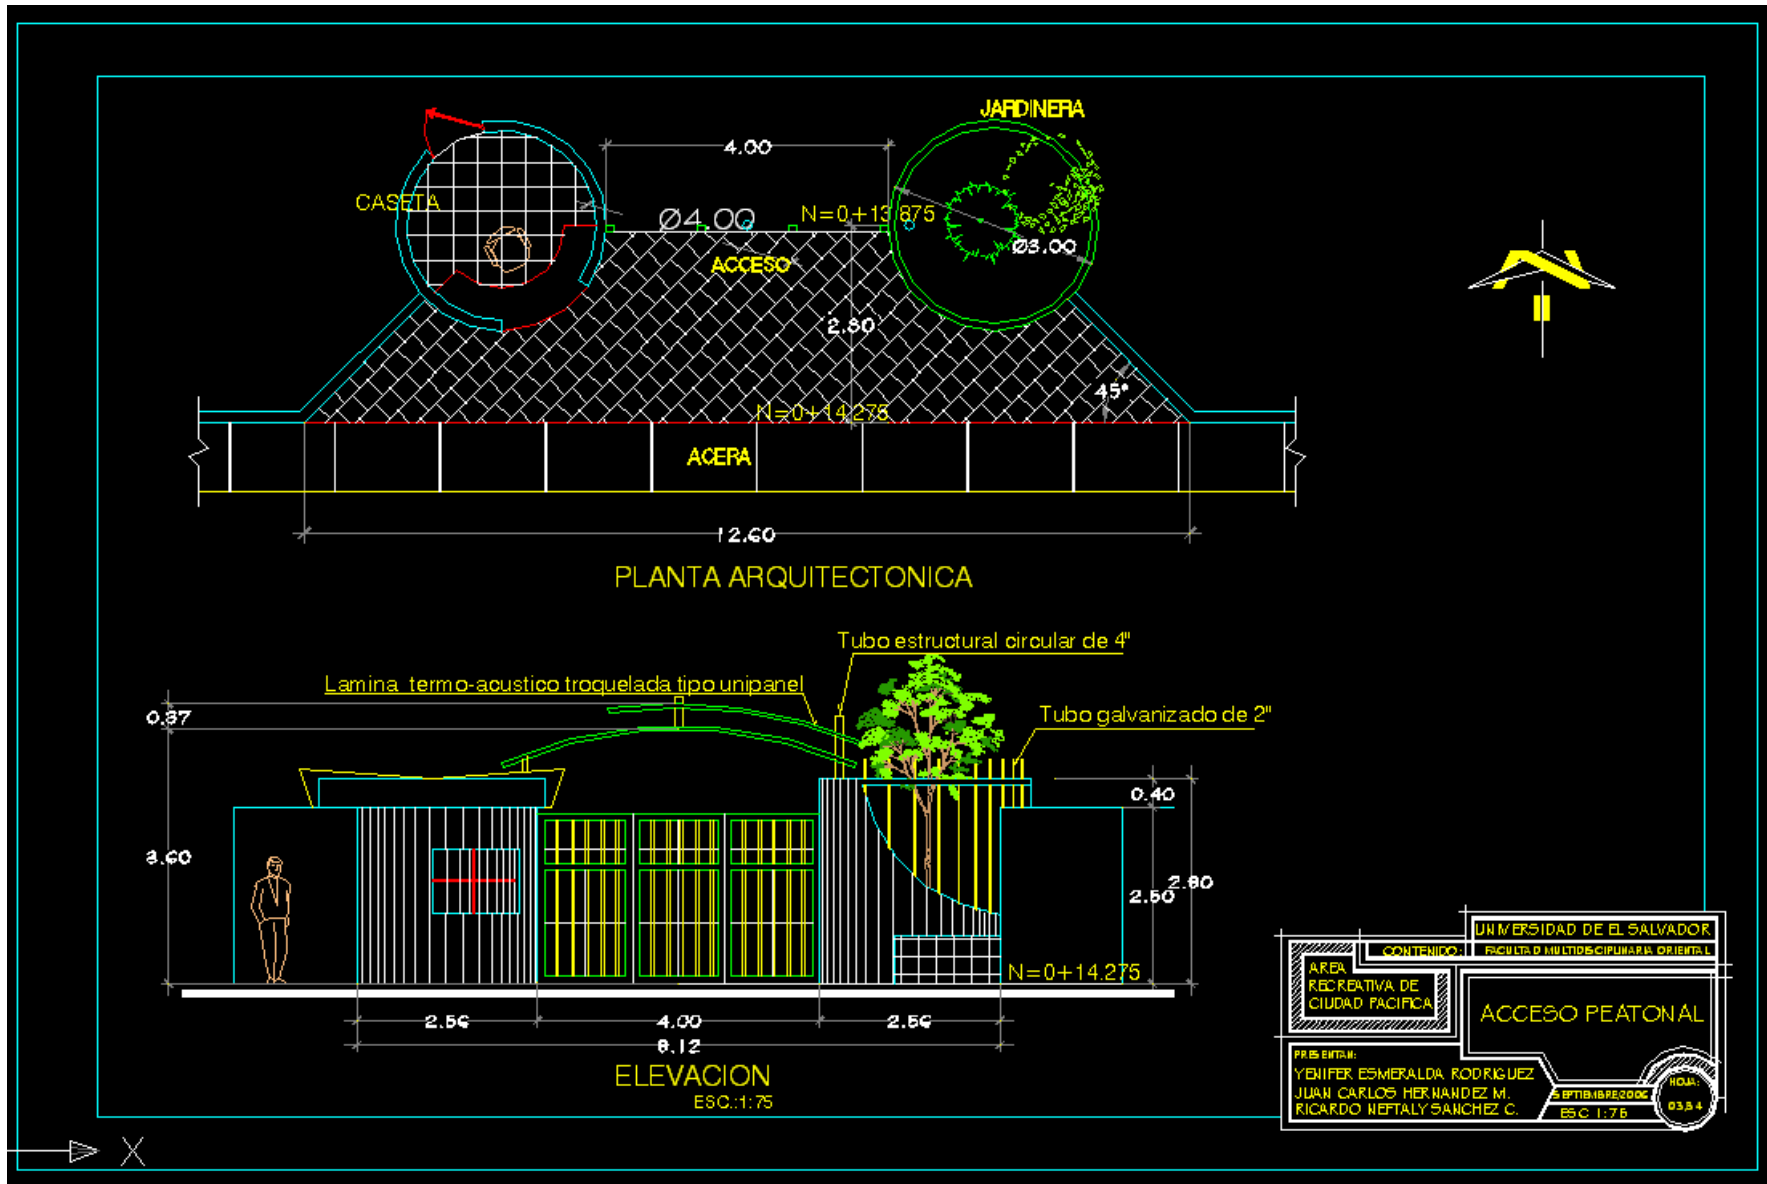 JARDINERA
4.00
CASETA
Ø4.00
N=0+13.875
ACCESO
Ø3.00
2.80
45°
N=0+14.275
ACERA
12.60
PLANTA ARQUITECTONICA
Tubo estructural circular de 4"
Lamina termo-acustico troquelada tipo unipanel
0.37
Tubo galvanizado de 2"
0.40
3.60
2.50
2.80
N=0+14.275
2.56
4.00
2.56
8.12
ELEVACION
ESC.:1:75
X
UNIVERSIDAD DE EL SALVADOR
CONTENIDO:
FACULTAD MULTIDISCIPLINARIA ORIENTAL
AREA
RECREATIVA DE
CIUDAD PACIFICA
ACCESO PEATONAL
PRESENTAN:
YENIFER ESMERALDA RODRIGUEZ
JUAN CARLOS HERNANDEZ M.
RICARDO NEFTALY SANCHEZ C.
SEPTIEMBRE/2006
ESC 1:75
HOJA: